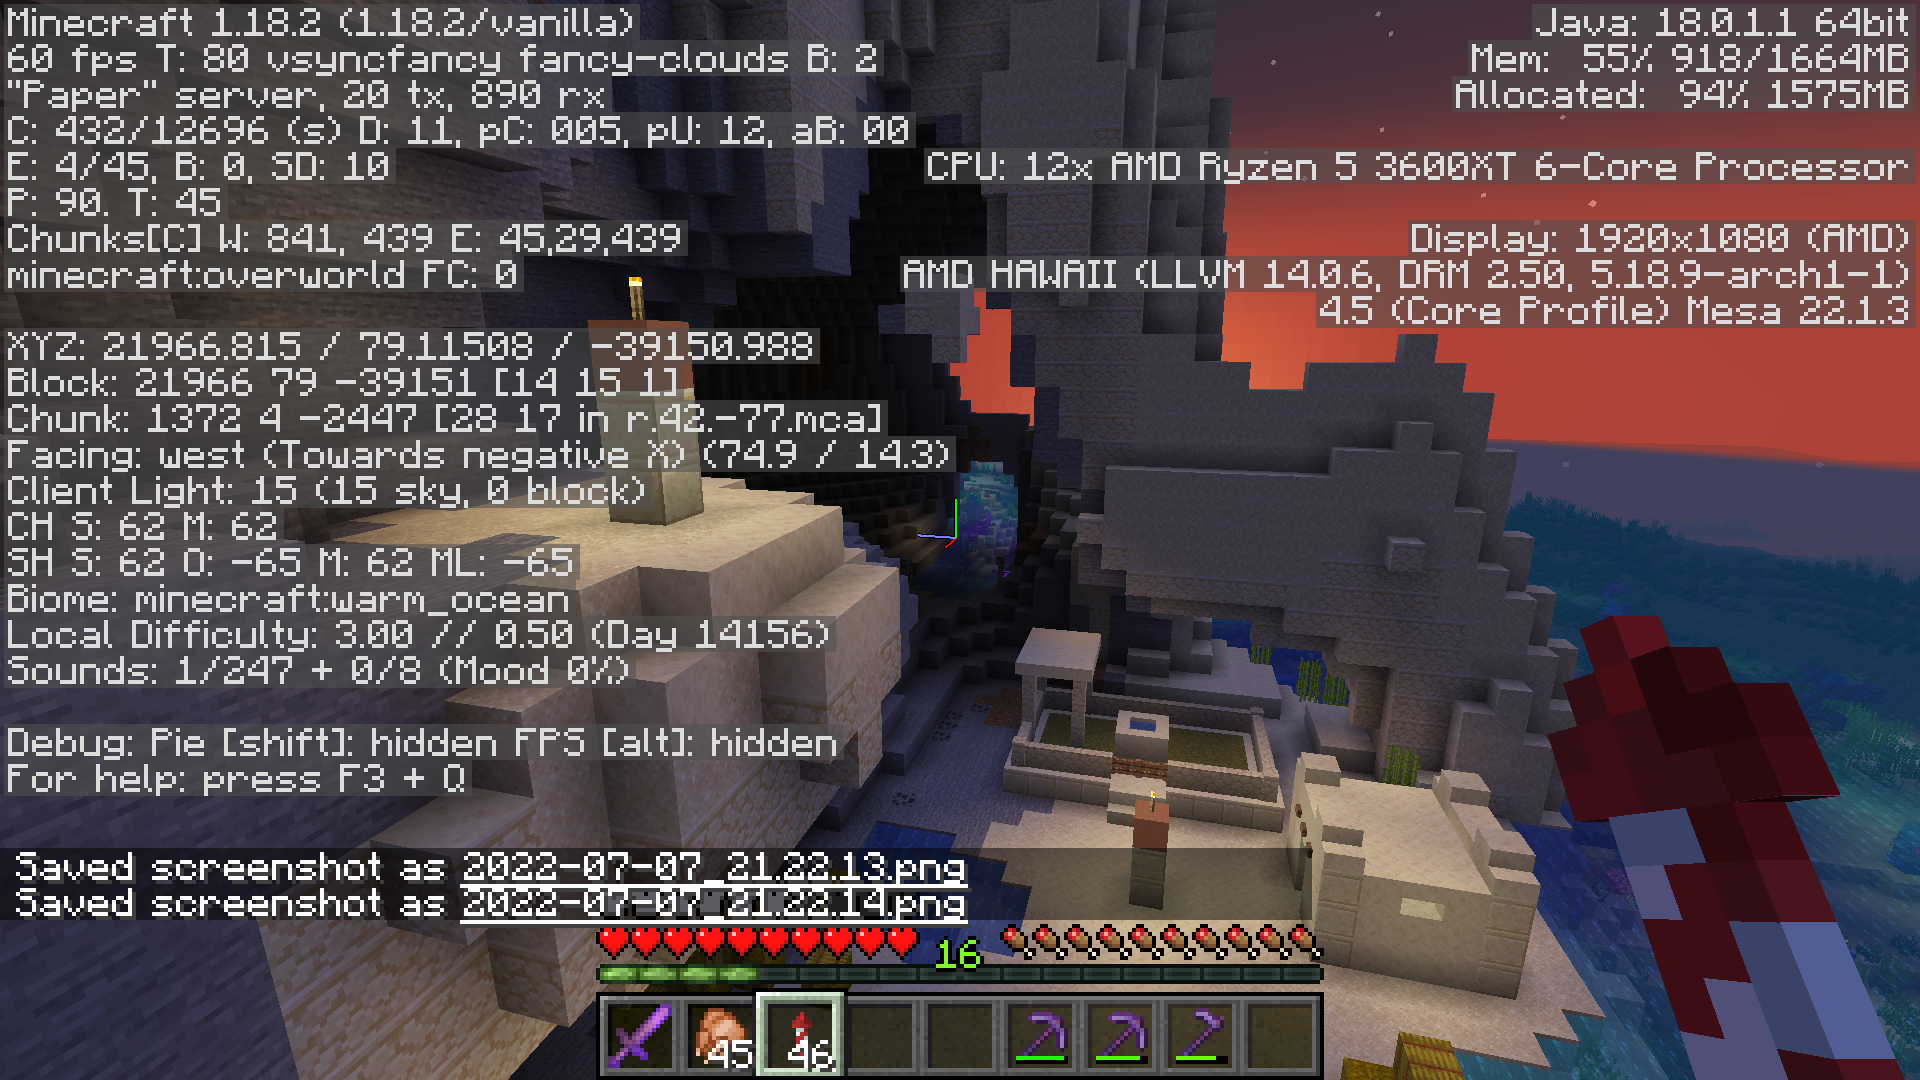 Minecraft 1.18.2 (1.18.2/vanilla)
60 fps T: 80 vsyncfancy fancy-clouds B: 2
"Paper" server, 20 tx, 890 rx
C: 432/12696 (s) D: 11, pC: 005, pU: 12, aB: 00
E: 4/45, B: 0, SD: 10
P: 90. T: 45
Chunks[C] W: 841, 439 E: 45,29,439
minecraft:overworld FC: 0
XYZ: 21966.815 / 79.11508 / -39150.988
Block: 21966 79 -39151 [14 15 1]
Chunk: 1372 4 -2447 [28 17 in r.42.-77.mca]
Facing: west (Towards negative X) (74.9 / 14.3)
Client Light: 15 (15 sky, 0 block)
CH S: 62 M: 62
SH S: 62 O: -65 M: 62 ML: -65
Biome: minecraft:warm_ocean
Local Difficulty: 3.00 // 0.50 (Day 14156)
Sounds: 1/247 + 0/8 (Mood 0%)
Debug: Pie [shift]: hidden FPS [alt]: hidden
For help: press F3 + Q
Java: 18.0.1.1 64bit
Mem: 55% 918/1664MB
Allocated: 94% 1575MB
CPU: 12x AMD Ryzen 5 3600XT 6-Core Processor
Display: 1920x1080 (AMD)
AMD HAWAII (LLVM 14.0.6, DRM 2.50, 5.18.9-arch1-1)
4.5 (Core Profile) Mesa 22.1.3
Saved screenshot as 2022-07-07_21.22.13.png
Saved screenshot as 2022-07-07_21.22.14.png
16
45
46